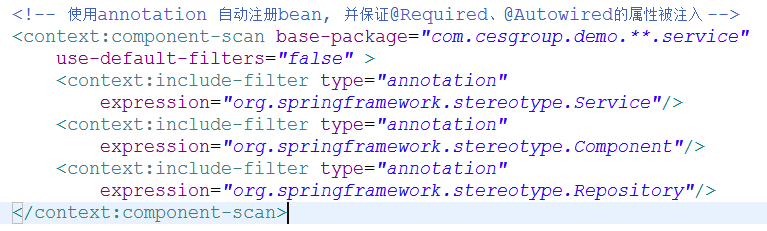 <!-- 使用annotation 自动注册bean, 并保证@Required、@Autowired的属性被注入 -->
<context:component-scan base-package="com.cesgroup.demo.**.service"
use-default-filters="false" >
<context:include-filter type="annotation"
expression="org.springframework.stereotype.Service"/>
<context:include-filter type="annotation"
expression="org.springframework.stereotype.Component"/>
<context:include-filter type="annotation"
expression="org.springframework.stereotype.Repository"/>
</context:component-scan>